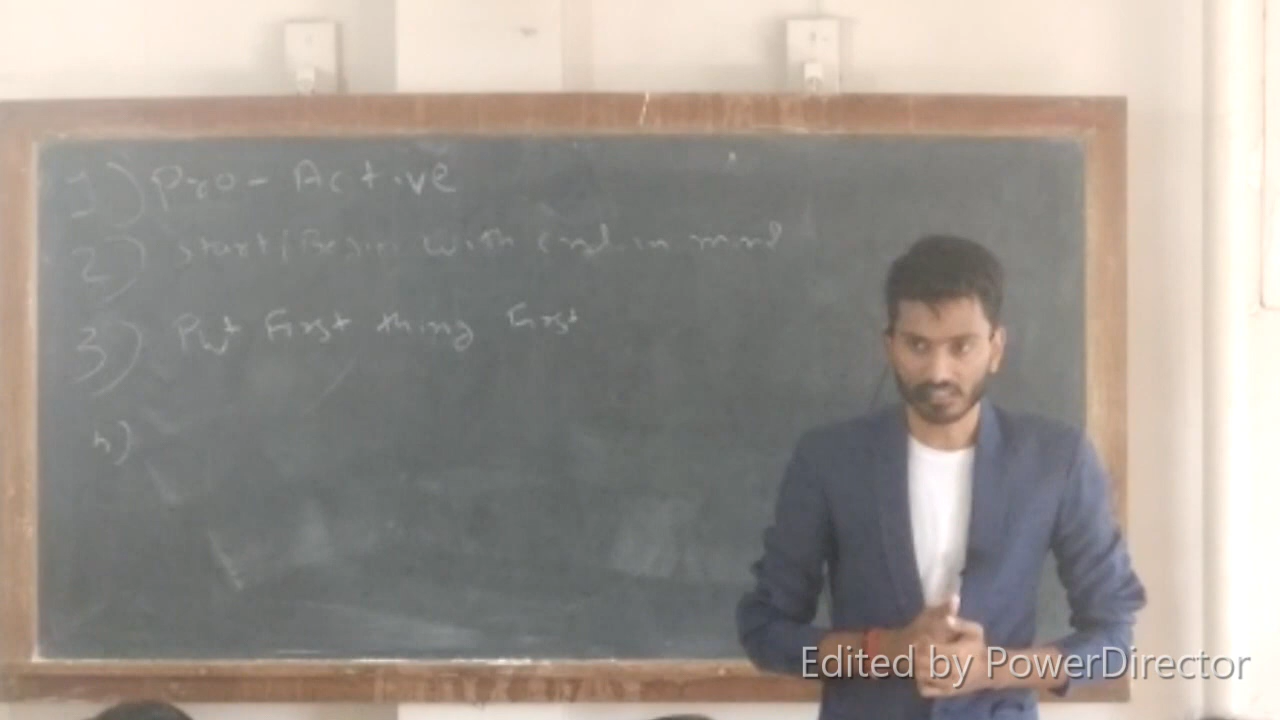 1) Pro-Active
2) Start/Begin with end in mind
3) Put First thing First
4)
Edited by PowerDirector